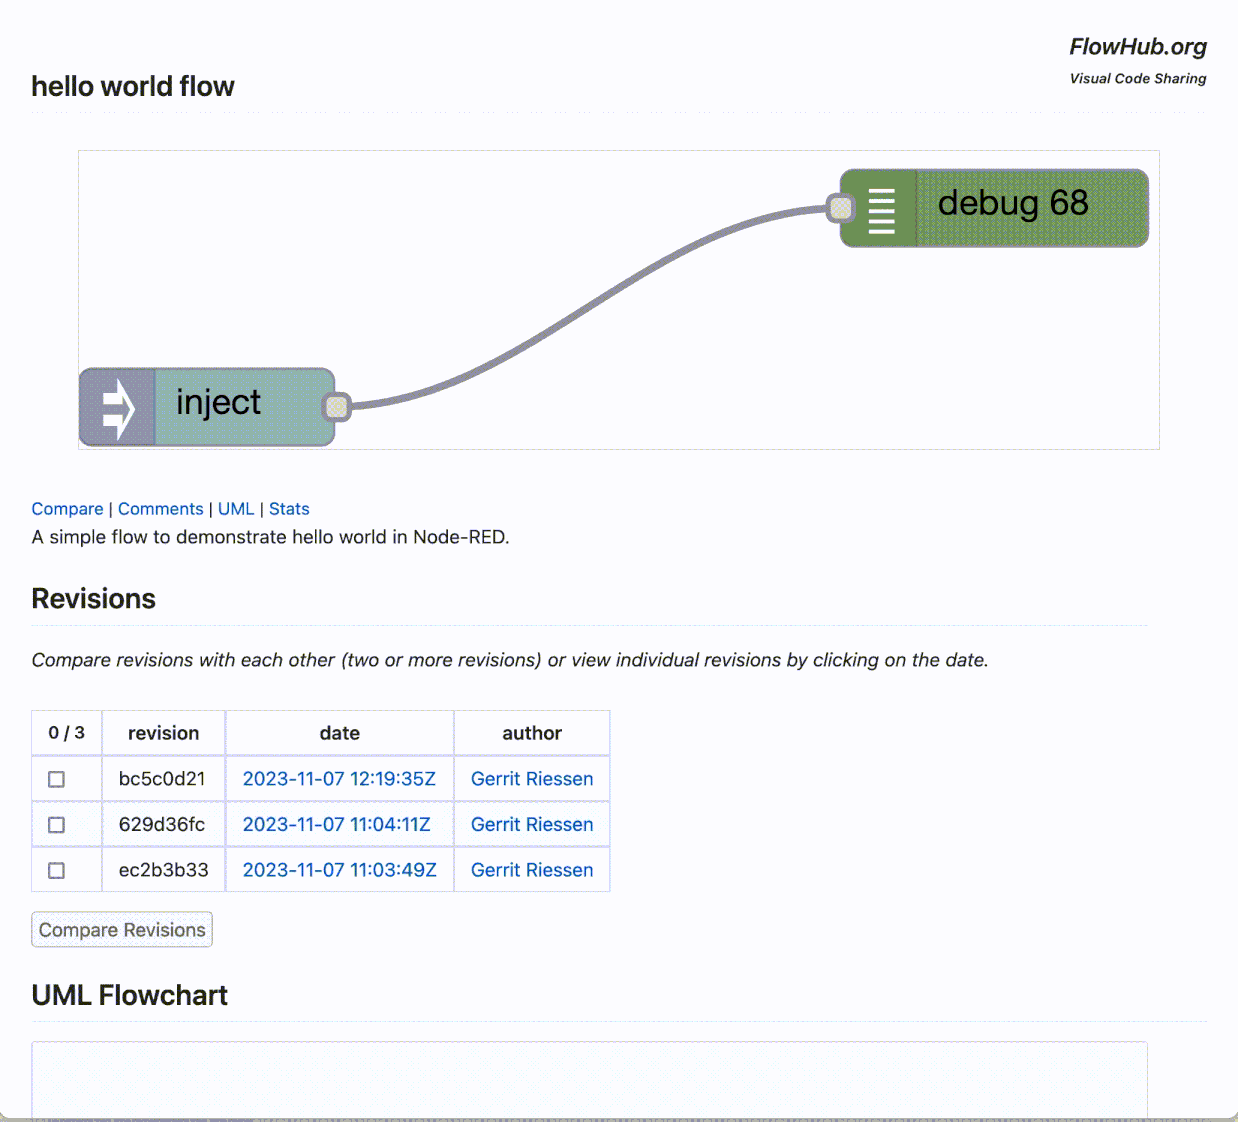 FlowHub.org
Visual Code Sharing
hello world flow
debug 68
inject
Compare | Comments | UML | Stats
A simple flow to demonstrate hello world in Node-RED.
Revisions
Compare revisions with each other (two or more revisions) or view individual revisions by clicking on the date.
0 / 3 revision date author
bc5c0d21 2023-11-07 12:19:35Z Gerrit Riessen
629d36fc 2023-11-07 11:04:11Z Gerrit Riessen
ec2b3b33 2023-11-07 11:03:49Z Gerrit Riessen
Compare Revisions
UML Flowchart